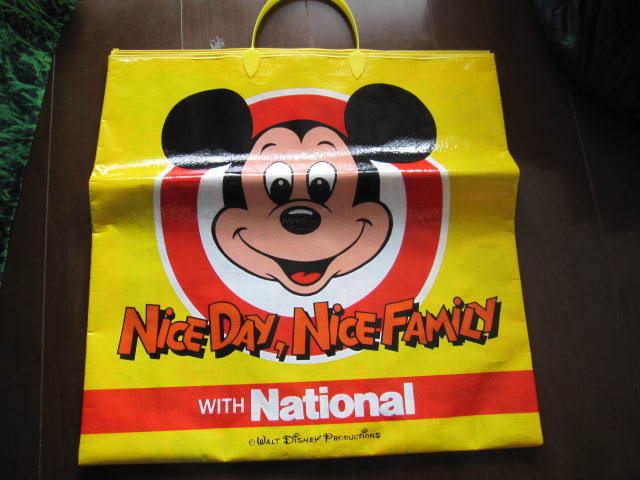 NICE DAY, NICE FAMILY
WITH National
© WALT DISNEY PRODUCTIONS